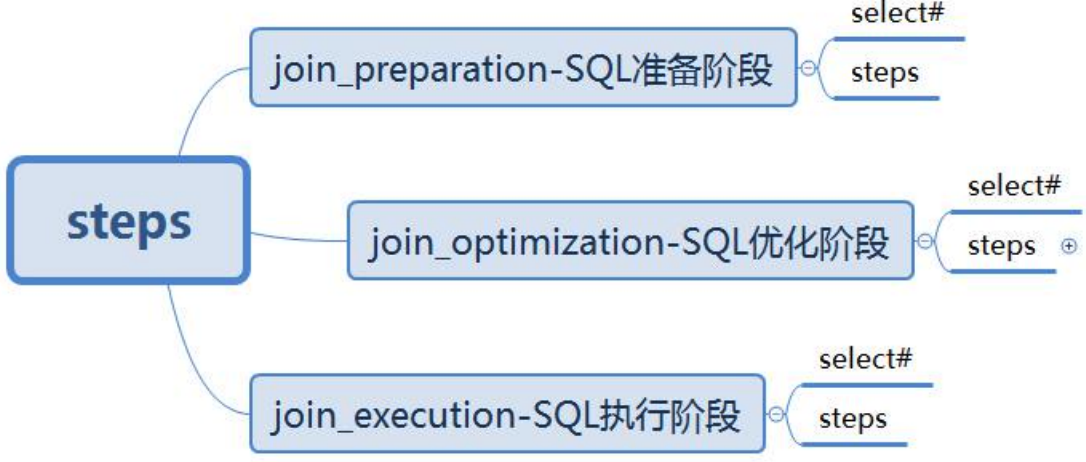 steps
join_preparation-SQL准备阶段
select#
steps
join_optimization-SQL优化阶段
select#
steps
join_execution-SQL执行阶段
select#
steps